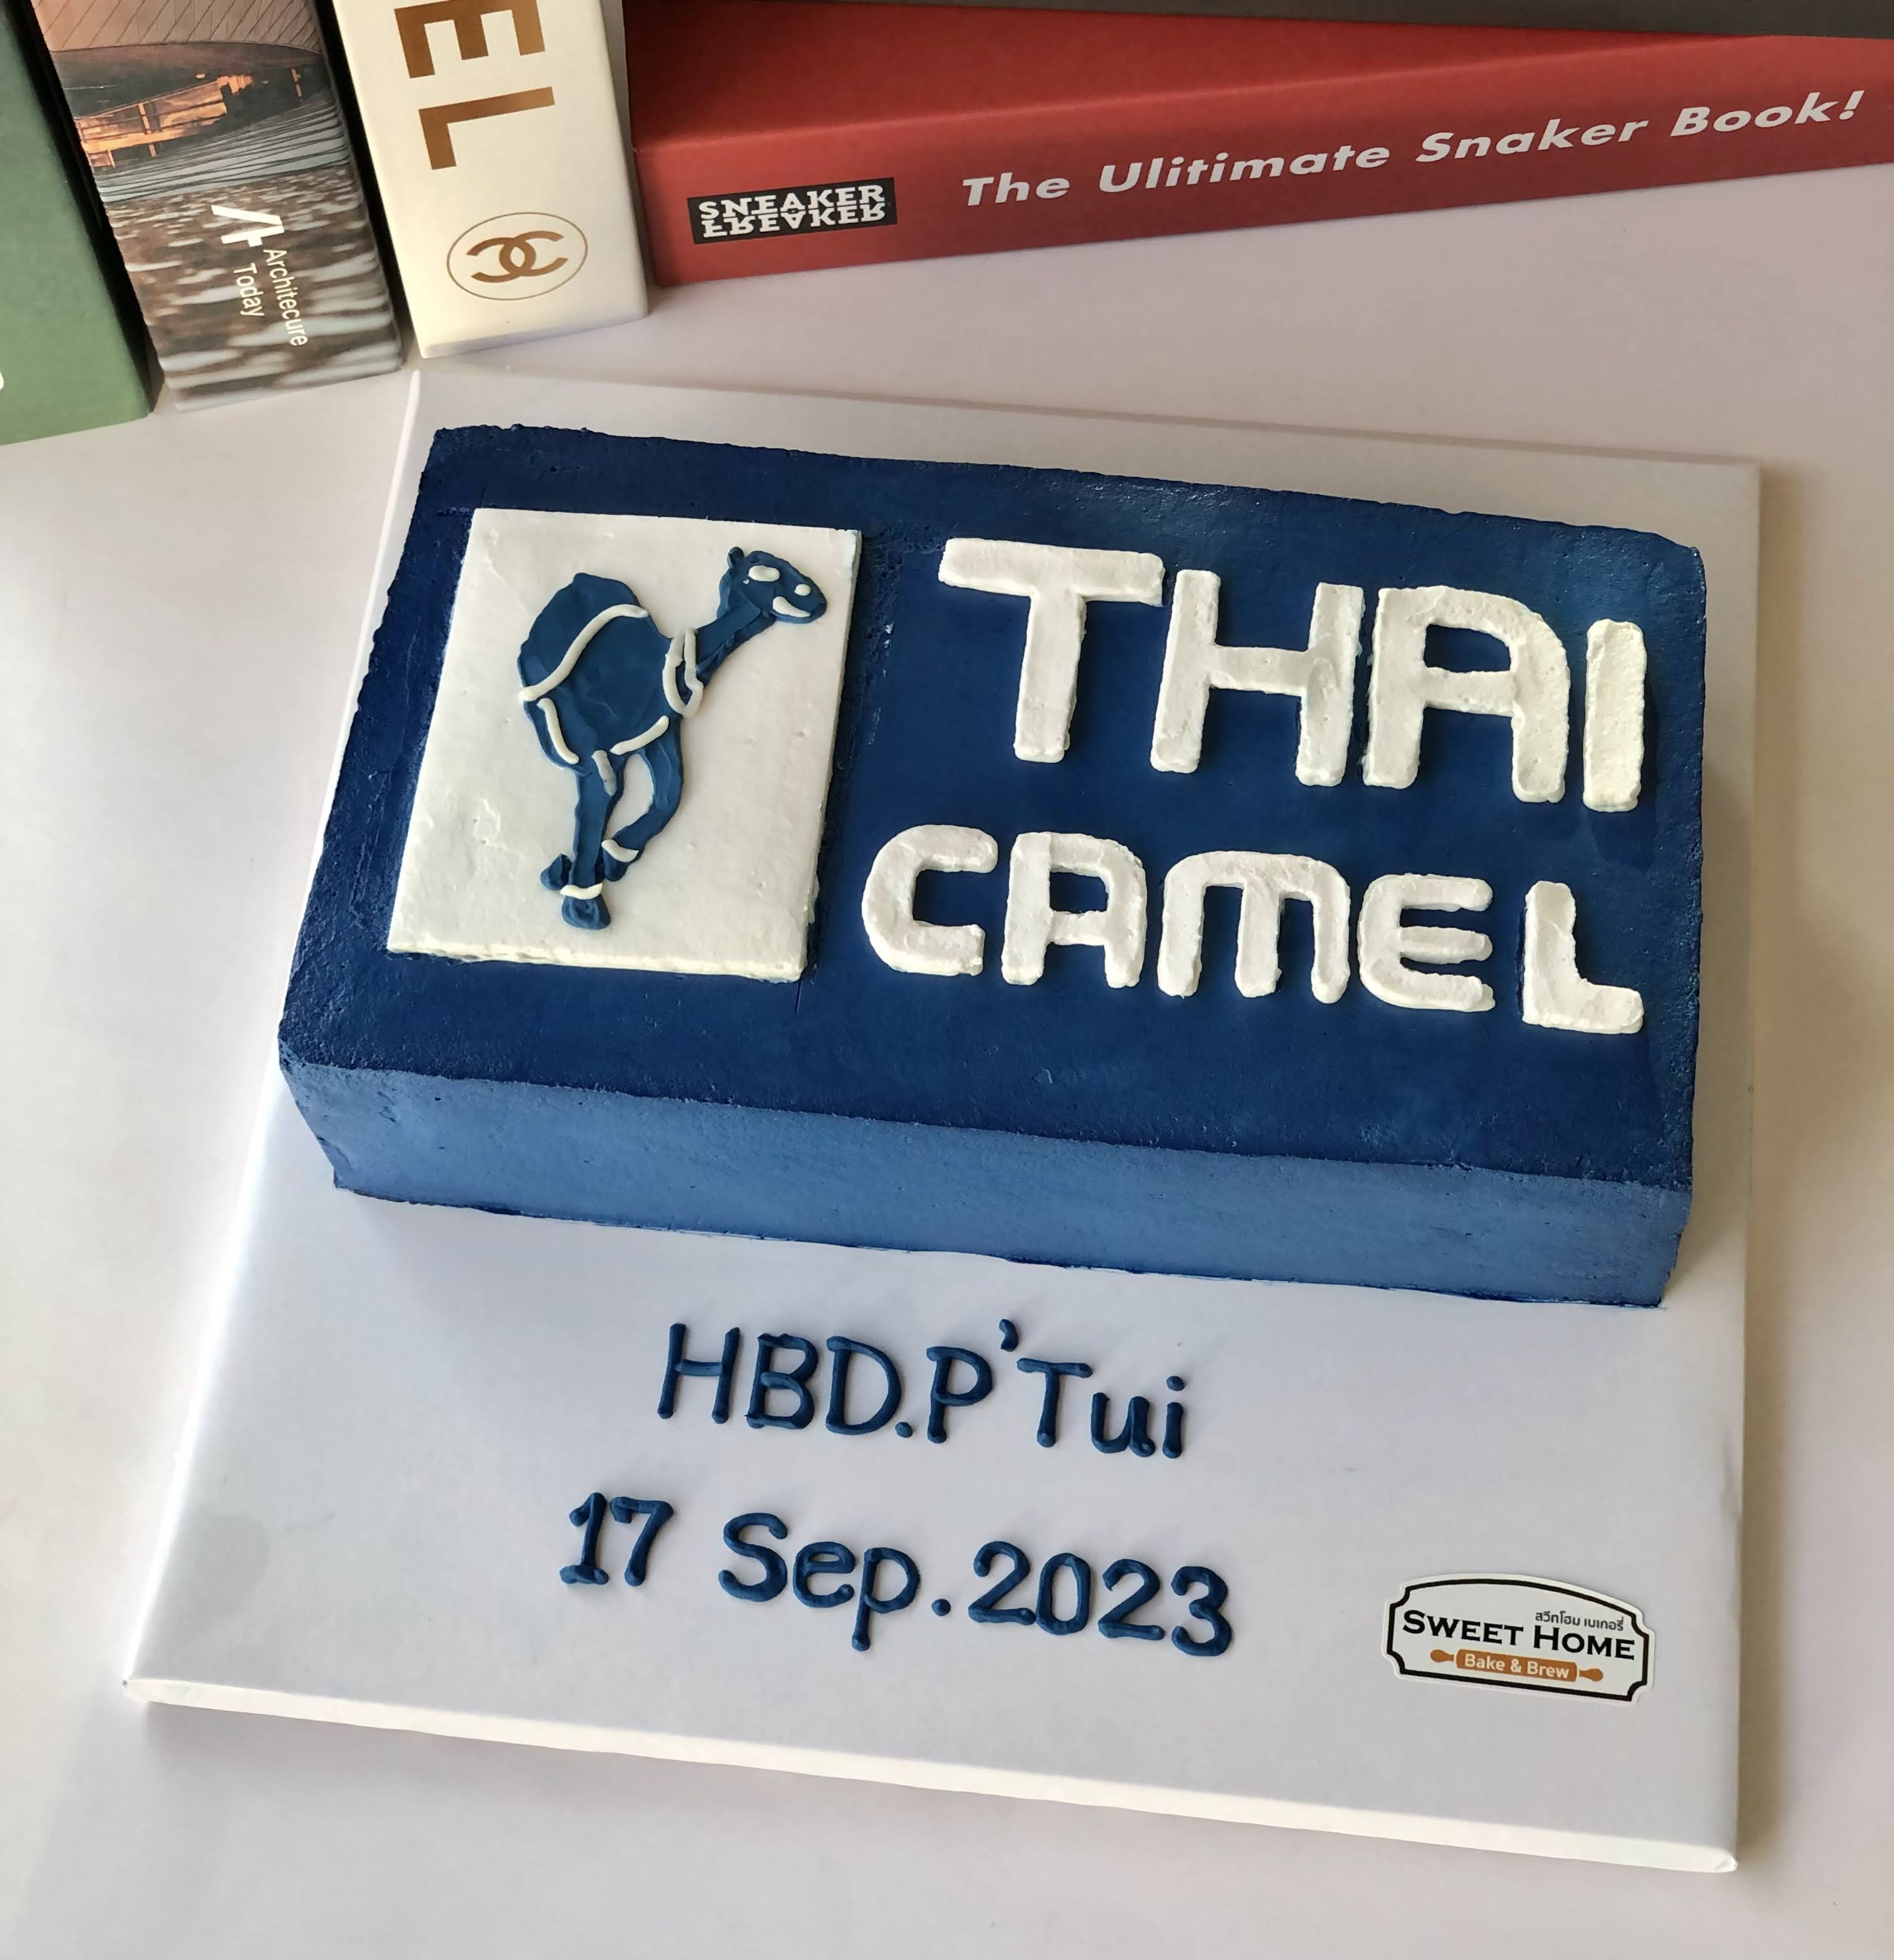 EL
Architecure
Today
SNEAKER
FREAKER
The Ulitimate Snaker Book!
THAI
CAMEL
HBD.P'Tui
17 Sep.2023
สวีทโฮม เบเกอรี่
SWEET HOME
Bake & Brew